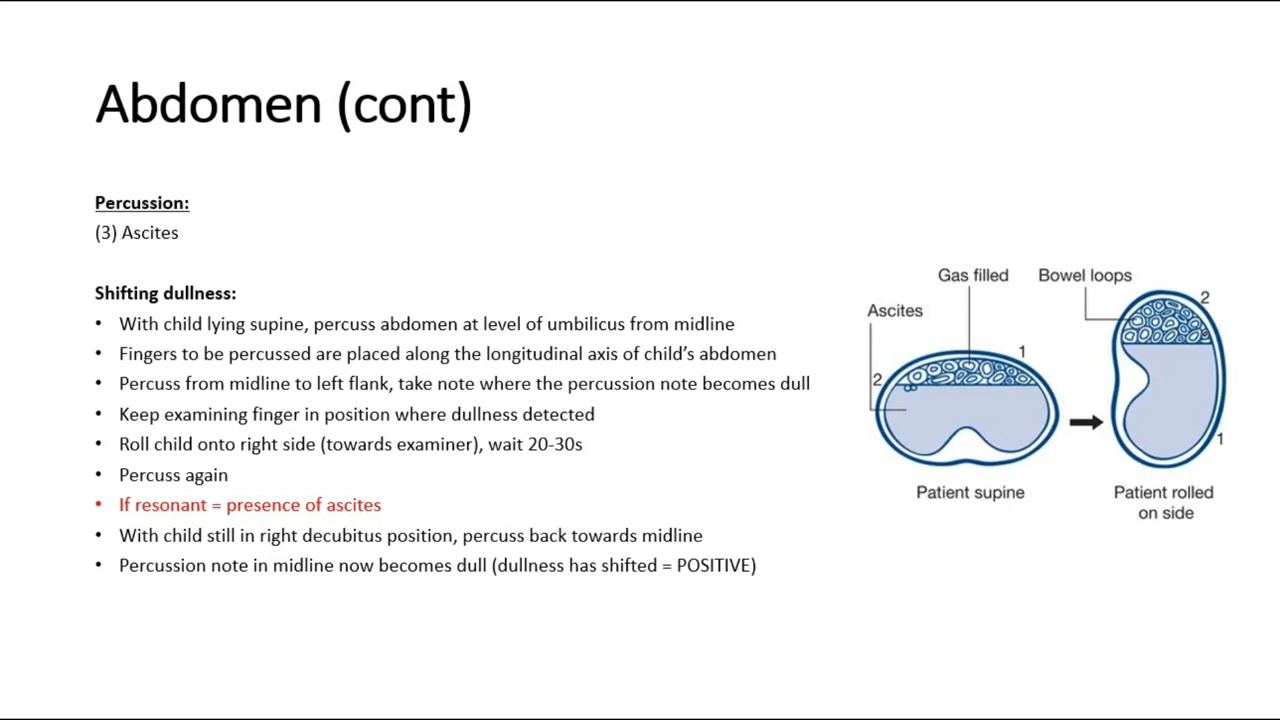 Abdomen (cont)
Percussion:
(3) Ascites
Shifting dullness:
• With child lying supine, percuss abdomen at level of umbilicus from midline
• Fingers to be percussed are placed along the longitudinal axis of child's abdomen
• Percuss from midline to left flank, take note where the percussion note becomes dull
• Keep examining finger in position where dullness detected
• Roll child onto right side (towards examiner), wait 20-30s
• Percuss again
• If resonant = presence of ascites
• With child still in right decubitus position, percuss back towards midline
• Percussion note in midline now becomes dull (dullness has shifted = POSITIVE)
Gas filled
Bowel loops
Ascites
1
2
2
1
Patient supine
Patient rolled
on side